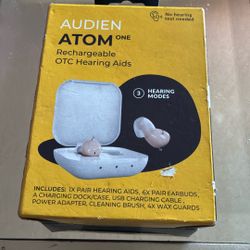 AUDIEN
No hearing
test needed
ATOM ONE
Rechargeable
OTC Hearing Aids
3 HEARING
MODES
INCLUDES: 1X PAIR HEARING AIDS, 6X PAIR EARBUDS,
A CHARGING DOCK/CASE, USB CHARGING CABLE,
POWER ADAPTER, CLEANING BRUSH, 4X WAX GUARDS